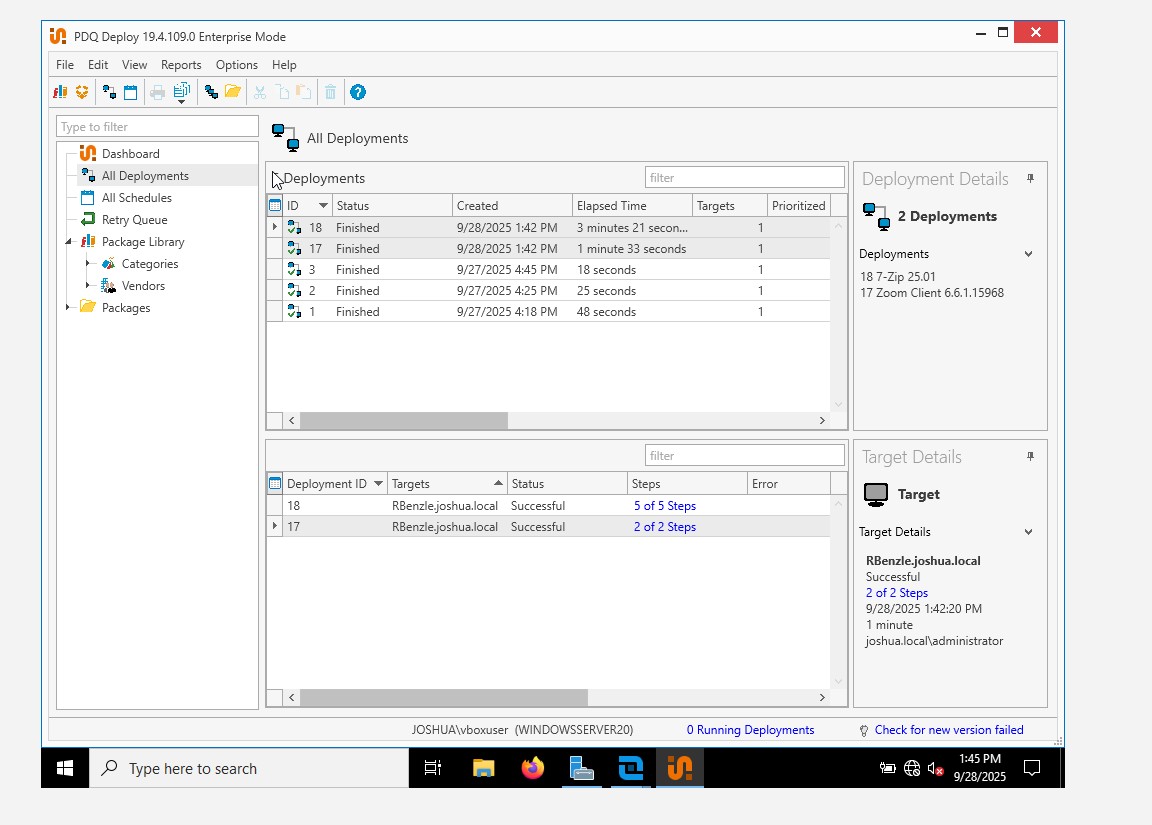 PDQ Deploy 19.4.109.0 Enterprise Mode
File Edit View Reports Options Help
Type to filter
Dashboard
All Deployments
All Schedules
Retry Queue
Package Library
Categories
Vendors
Packages
All Deployments
Deployments
filter
ID Status Created Elapsed Time Targets Prioritized
18 Finished 9/28/2025 1:42 PM 3 minutes 21 secon... 1
17 Finished 9/28/2025 1:42 PM 1 minute 33 seconds 1
3 Finished 9/27/2025 4:45 PM 18 seconds 1
2 Finished 9/27/2025 4:25 PM 25 seconds 1
1 Finished 9/27/2025 4:18 PM 48 seconds 1
Deployment Details
2 Deployments
Deployments
18 7-Zip 25.01
17 Zoom Client 6.6.1.15968
filter
Deployment ID Targets Status Steps Error
18 RBenzle.joshua.local Successful 5 of 5 Steps
17 RBenzle.joshua.local Successful 2 of 2 Steps
Target Details
Target
Target Details
RBenzle.joshua.local
Successful
2 of 2 Steps
9/28/2025 1:42:20 PM
1 minute
joshua.local\administrator
JOSHUA\vboxuser (WINDOWSSERVER20) 0 Running Deployments Check for new version failed
Type here to search
1:45 PM
9/28/2025